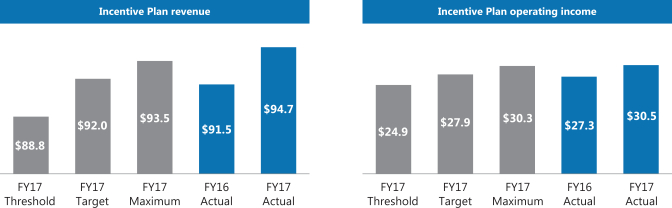 Incentive Plan revenue
$88.8
$92.0
$93.5
$91.5
$94.7
FY17
Threshold
FY17
Target
FY17
Maximum
FY16
Actual
FY17
Actual
Incentive Plan operating income
$24.9
$27.9
$30.3
$27.3
$30.5
FY17
Threshold
FY17
Target
FY17
Maximum
FY16
Actual
FY17
Actual